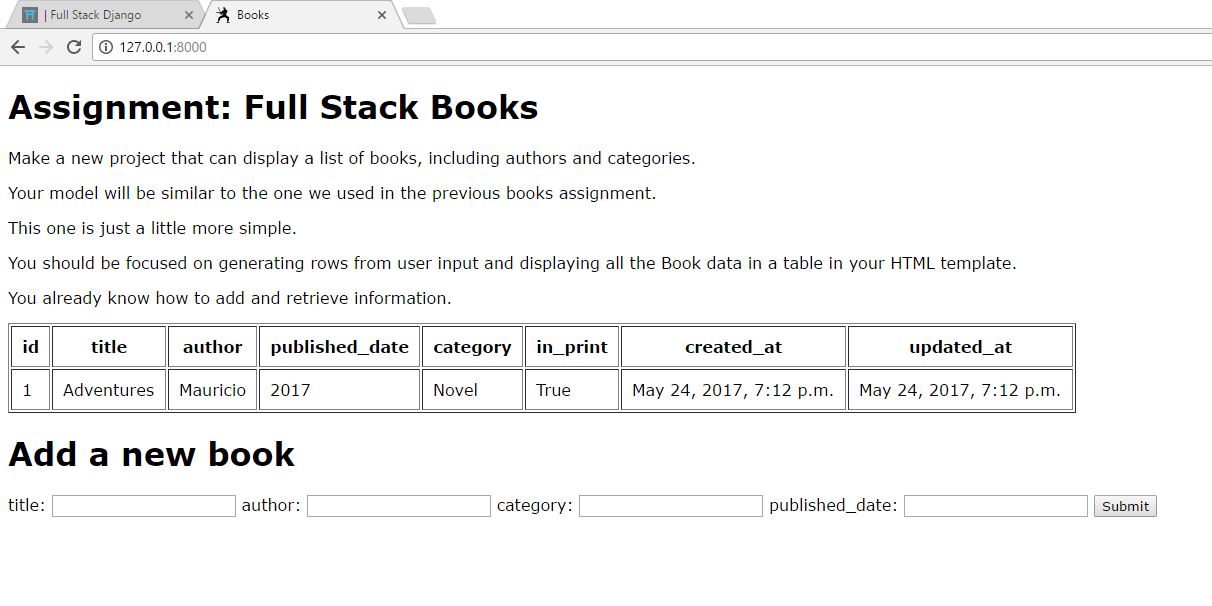 | Full Stack Django
Books
127.0.0.1:8000
Assignment: Full Stack Books
Make a new project that can display a list of books, including authors and categories.
Your model will be similar to the one we used in the previous books assignment.
This one is just a little more simple.
You should be focused on generating rows from user input and displaying all the Book data in a table in your HTML template.
You already know how to add and retrieve information.
id title author published_date category in_print created_at updated_at
1 Adventures Mauricio 2017 Novel True May 24, 2017, 7:12 p.m. May 24, 2017, 7:12 p.m.
Add a new book
title: author: category: published_date: Submit